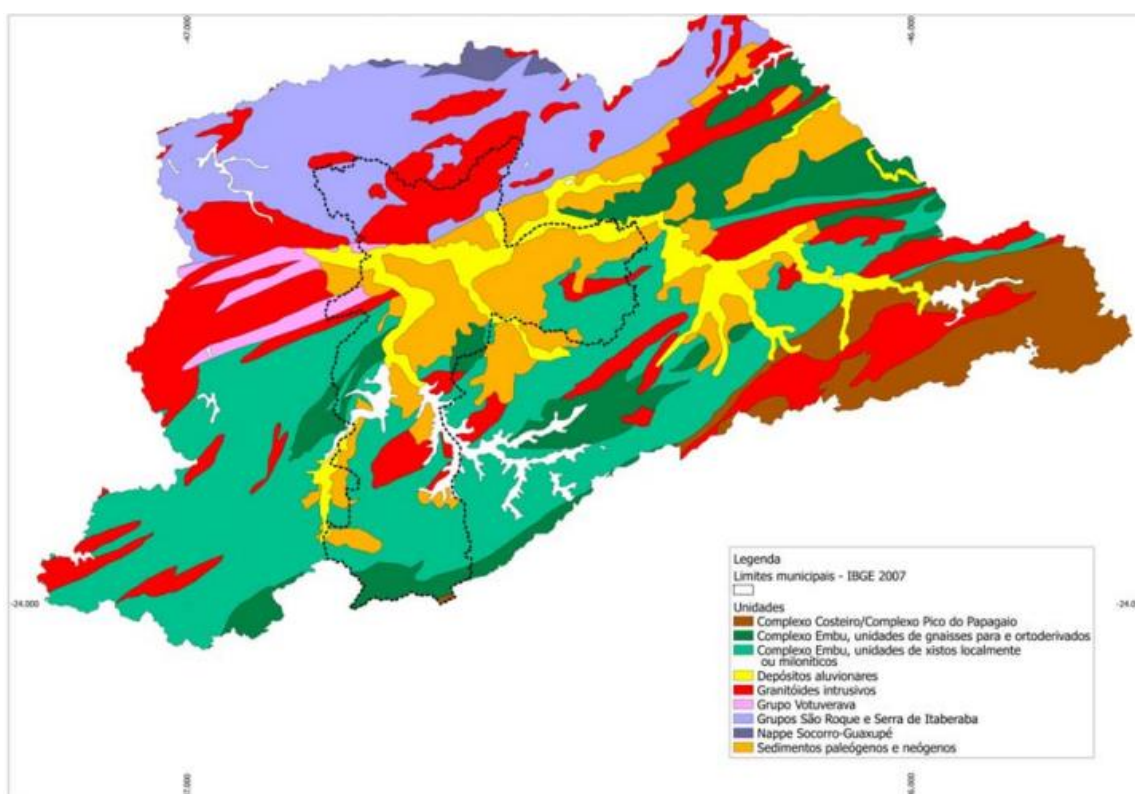 -47.000
-46.000
Legenda
Limites municipais - IBGE 2007
Unidades
Complexo Costeiro/Complexo Pico do Papagaio
Complexo Embu, unidades de gnaisses para e ortoderivados
Complexo Embu, unidades de xistos localmente
ou miloníticos
Depósitos aluvionares
Granitóides intrusivos
Grupo Votuverava
Grupos São Roque e Serra de Itaberaba
Nappe Socorro-Guaxupé
Sedimentos paleógenos e neógenos
-24.000
-24.0